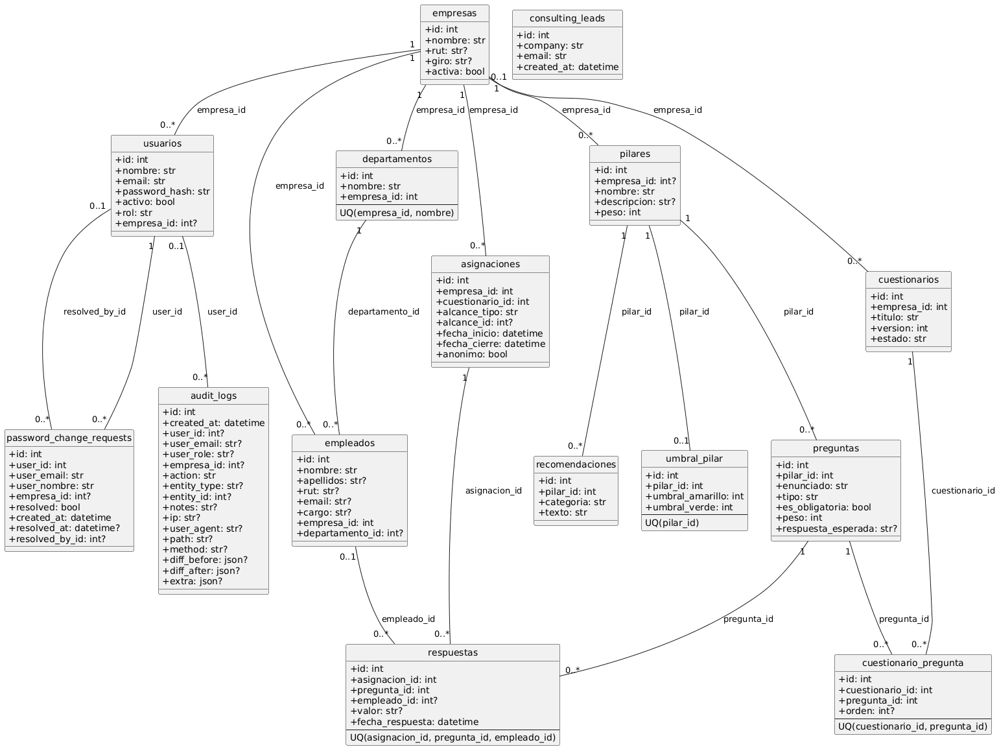 empresas
+id: int
+nombre: str
+rut: str?
+giro: str?
+activa: bool
consulting_leads
+id: int
+company: str
+email: str
+created_at: datetime
1
1
1
1
0..1
1
empresa_id
empresa_id
empresa_id
empresa_id
empresa_id
empresa_id
0..*
0..*
0..*
usuarios
+id: int
+nombre: str
+email: str
+password_hash: str
+activo: bool
+rol: str
+empresa_id: int?
departamentos
+id: int
+nombre: str
+empresa_id: int
UQ(empresa_id, nombre)
pilares
+id: int
+empresa_id: int?
+nombre: str
+descripcion: str?
+peso: int
0..1
1
0..1
1
1
1
1
0..*
0..*
asignaciones
+id: int
+empresa_id: int
+cuestionario_id: int
+alcance_tipo: str
+alcance_id: int?
+fecha_inicio: datetime
+fecha_cierre: datetime
+anonimo: bool
cuestionarios
+id: int
+empresa_id: int
+titulo: str
+version: int
+estado: str
resolved_by_id
user_id
user_id
departamento_id
pilar_id
pilar_id
pilar_id
1
1
0..*
0..*
0..*
0..*
0..*
0..*
0..1
0..*
password_change_requests
+id: int
+user_id: int
+user_email: str
+user_nombre: str
+empresa_id: int?
+resolved: bool
+created_at: datetime
+resolved_at: datetime?
+resolved_by_id: int?
audit_logs
+id: int
+created_at: datetime
+user_id: int?
+user_email: str?
+user_role: str?
+empresa_id: int?
+action: str
+entity_type: str?
+entity_id: int?
+notes: str?
+ip: str?
+user_agent: str?
+path: str?
+method: str?
+diff_before: json?
+diff_after: json?
+extra: json?
empleados
+id: int
+nombre: str
+apellidos: str?
+rut: str?
+email: str?
+cargo: str?
+empresa_id: int
+departamento_id: int?
asignacion_id
recomendaciones
+id: int
+pilar_id: int
+categoria: str
+texto: str
umbral_pilar
+id: int
+pilar_id: int
+umbral_amarillo: int
+umbral_verde: int
UQ(pilar_id)
preguntas
+id: int
+pilar_id: int
+enunciado: str
+tipo: str
+es_obligatoria: bool
+peso: int
+respuesta_esperada: str?
cuestionario_id
0..1
1
1
empleado_id
pregunta_id
pregunta_id
0..*
0..*
0..*
0..*
0..*
respuestas
+id: int
+asignacion_id: int
+pregunta_id: int
+empleado_id: int?
+valor: str?
+fecha_respuesta: datetime
UQ(asignacion_id, pregunta_id, empleado_id)
cuestionario_pregunta
+id: int
+cuestionario_id: int
+pregunta_id: int
+orden: int?
UQ(cuestionario_id, pregunta_id)